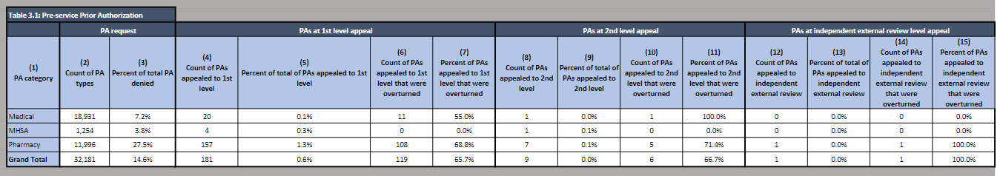 Table 3.1: Pre-service Prior Authorization
PA request PAs at 1st level appeal PAs at 2nd level appeal PAs at independent external review level appeal
(1) PA category (2) Count of PA types (3) Percent of total PA denied (4) Count of PAs appealed to 1st level (5) Percent of total of PAs appealed to 1st level (6) Count of PAs appealed to 1st level that were overturned (7) Percent of PAs appealed to 1st level that were overturned (8) Count of PAs appealed to 2nd level (9) Percent of total of PAs appealed to 2nd level (10) Count of PAs appealed to 2nd level that were overturned (11) Percent of PAs appealed to 2nd level that were overturned (12) Count of PAs appealed to independent external review (13) Percent of total of PAs appealed to independent external review (14) Count of PAs appealed to independent external review that were overturned (15) Percent of PAs appealed to independent external review that were overturned
Medical 18,931 7.2% 20 0.1% 11 55.0% 1 0.0% 1 100.0% 0 0.0% 0 0.0%
MHSA 1,254 3.8% 4 0.3% 0 0.0% 1 0.1% 0 0.0% 0 0.0% 0 0.0%
Pharmacy 11,996 27.5% 157 1.3% 108 68.8% 7 0.1% 5 71.4% 1 0.0% 1 100.0%
Grand Total 32,181 14.6% 181 0.6% 119 65.7% 9 0.0% 6 66.7% 1 0.0% 1 100.0%